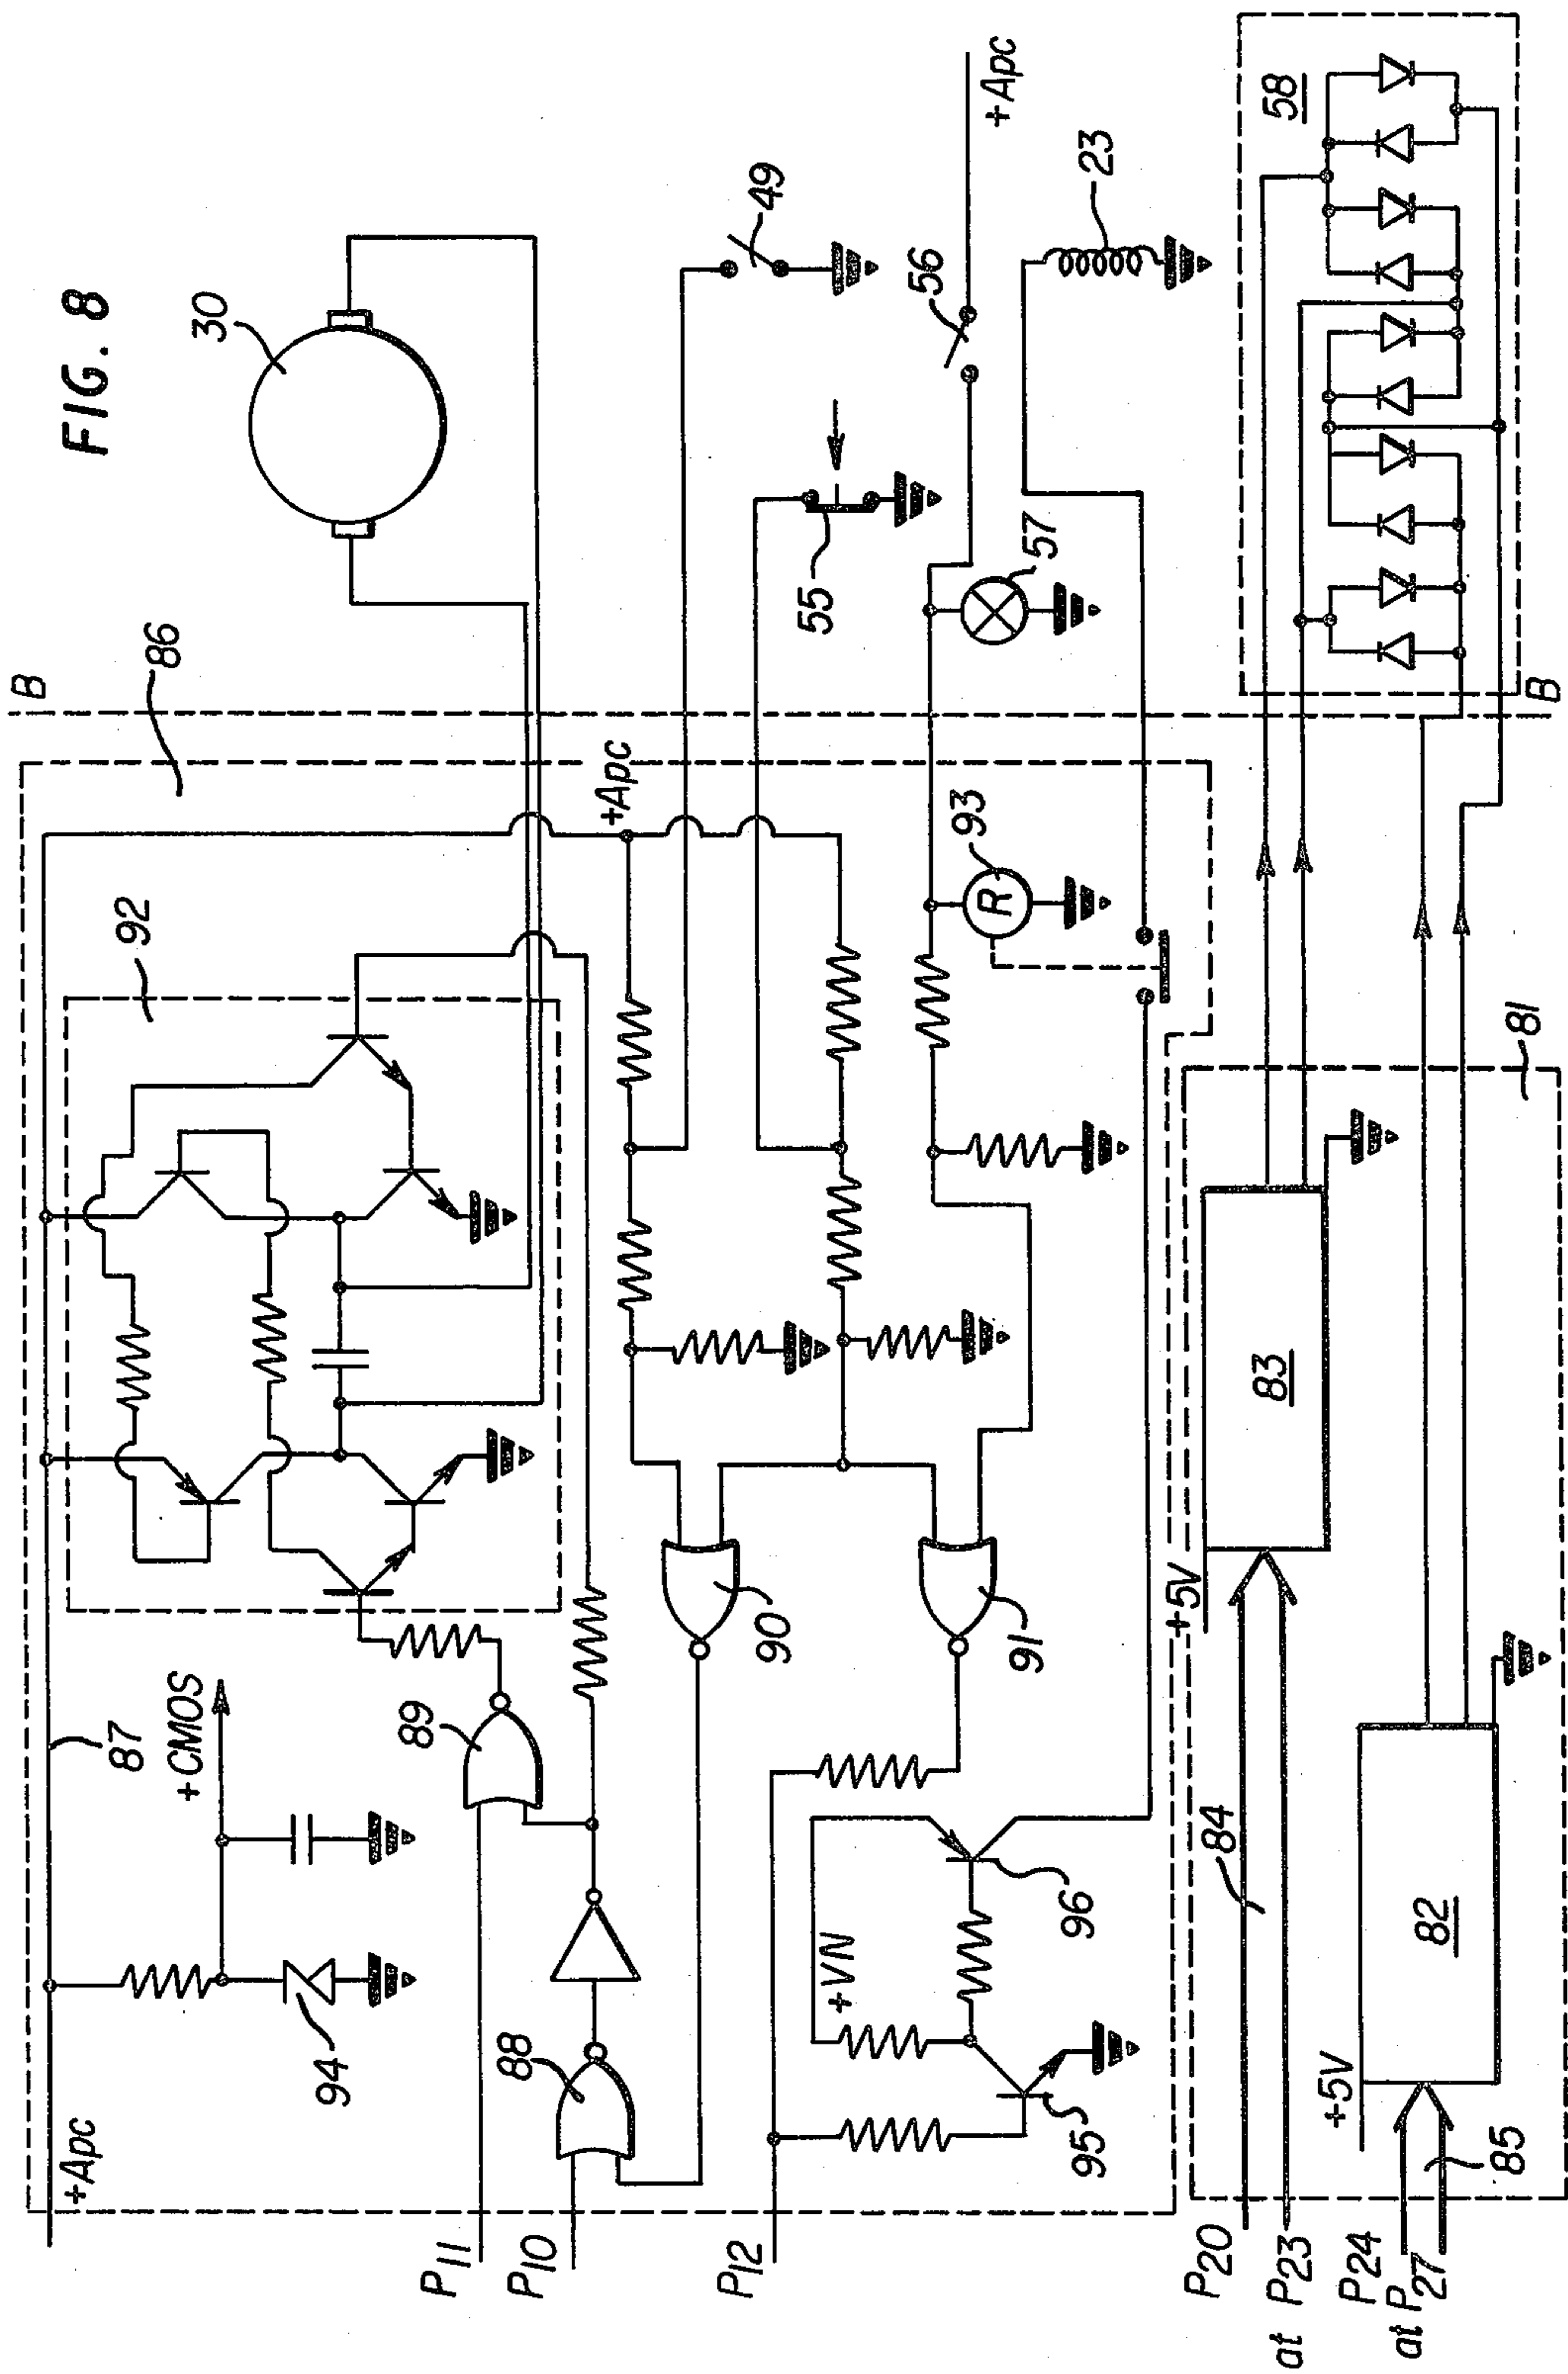 FIG. 8
B
86
30
92
87
+Apc
+CMOS
94
89
88
P11
P10
+Apc
49
90
55
56
+Apc
23
57
93
R
91
P12
+VN
95
96
58
B
81
+5V
83
84
P20
at P23
+5V
82
85
P24
at P27